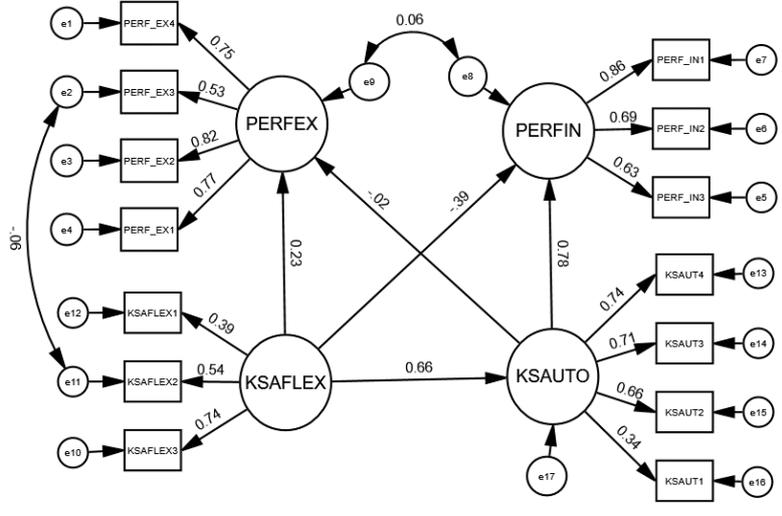 0.06
e1
PERF_EX4
0.75
e9
e8
0.86
PERF_IN1
e7
e2
PERF_EX3
0.53
PERFEX
PERFIN
0.69
PERF_IN2
e6
e3
PERF_EX2
0.82
0.63
PERF_IN3
e5
e4
PERF_EX1
0.77
-.02
-.39
-.06
0.23
0.78
KSAUT4
e13
0.74
e12
KSAFLEX1
0.39
0.71
KSAUT3
e14
e11
KSAFLEX2
0.54
KSAFLEX
0.66
KSAUTO
0.66
KSAUT2
e15
e10
KSAFLEX3
0.74
0.34
e17
KSAUT1
e16